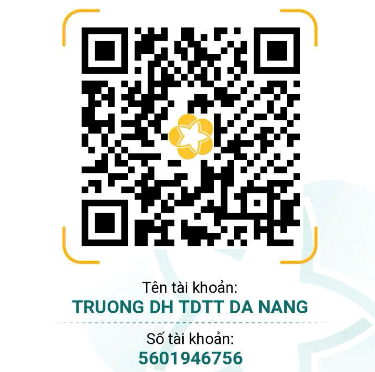 Tên tài khoản:
TRUONG DH TDTT DA NANG
Số tài khoản:
5601946756